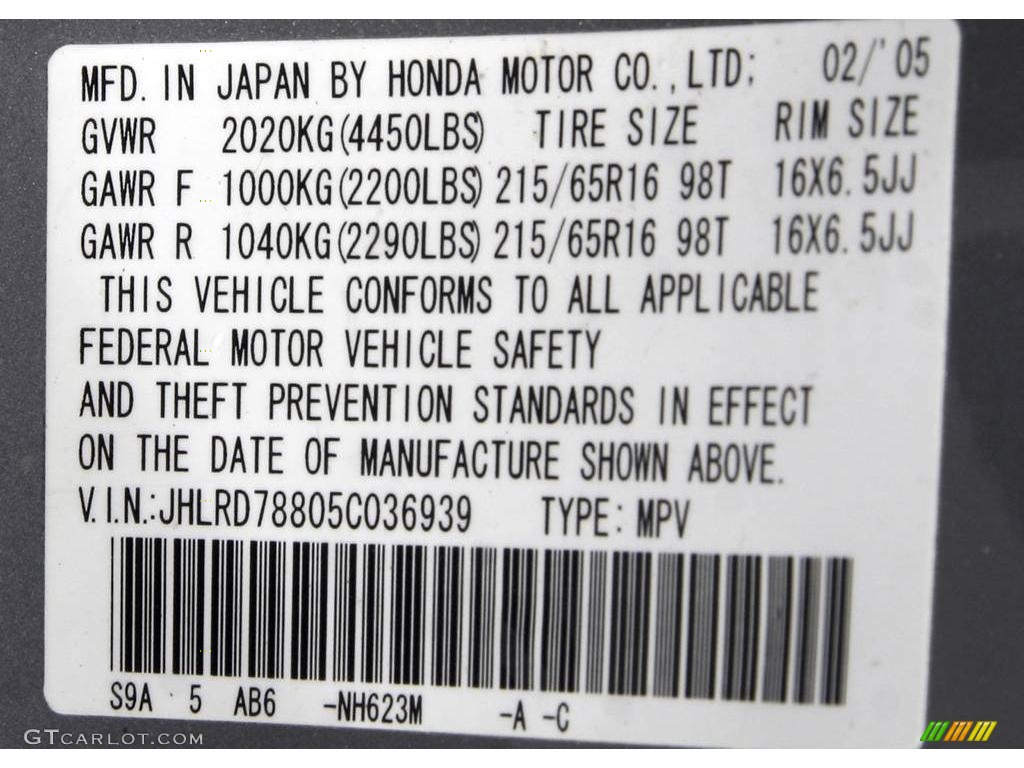 MFD. IN JAPAN BY HONDA MOTOR CO.,LTD; 02/'05
GVWR 2020KG(4450LBS) TIRE SIZE RIM SIZE
GAWR F 1000KG(2200LBS) 215/65R16 98T 16X6.5JJ
GAWR R 1040KG(2290LBS) 215/65R16 98T 16X6.5JJ
THIS VEHICLE CONFORMS TO ALL APPLICABLE
FEDERAL MOTOR VEHICLE SAFETY
AND THEFT PREVENTION STANDARDS IN EFFECT
ON THE DATE OF MANUFACTURE SHOWN ABOVE.
V.I.N.:JHLRD78805C036939 TYPE: MPV
S9A 5 AB6 -NH623M -A -C
GTCARLOT.COM